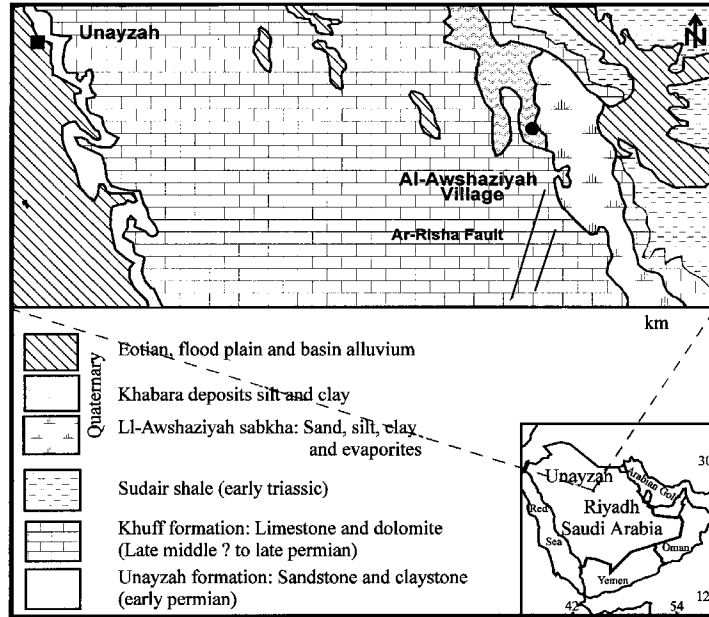 Unayzah
N
Al-Awshaziyah
Village
Ar-Risha Fault
km
Quaternary
Eotian, flood plain and basin alluvium
Khabara deposits silt and clay
Ll-Awshaziyah sabkha: Sand, silt, clay
and evaporites
Sudair shale (early triassic)
Khuff formation: Limestone and dolomite
(Late middle ? to late permian)
Unayzah formation: Sandstone and claystone
(early permian)
Unayzah
Arabian Golf
30
Riyadh
Red
Saudi Arabia
Sea
Oman
Yemen
12
42
54